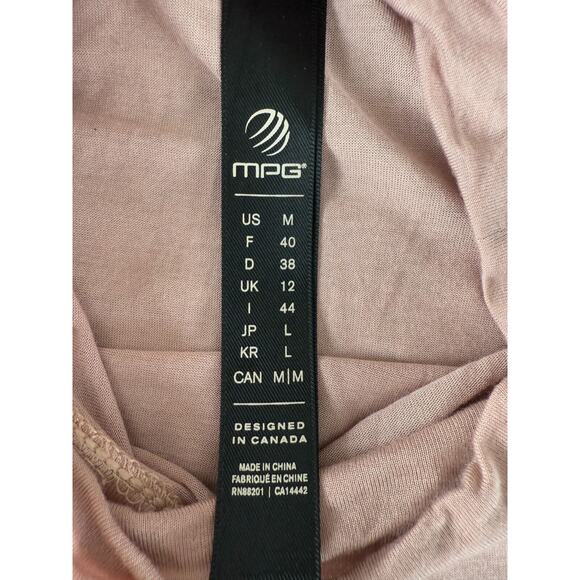 MPG®
US M
F 40
D 38
UK 12
I 44
JP L
KR L
CAN M|M
DESIGNED
IN CANADA
MADE IN CHINA
FABRIQUÉ EN CHINE
RN88201 | CA14442